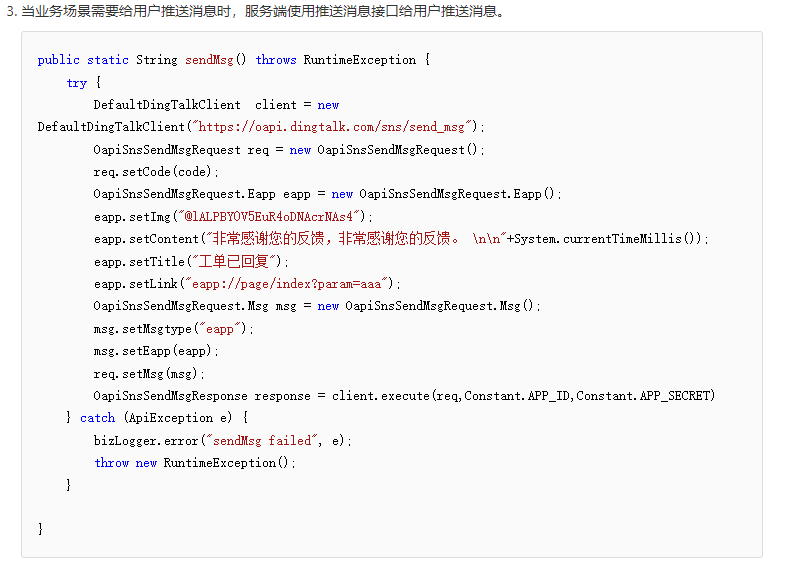 3. 当业务场景需要给用户推送消息时，服务端使用推送消息接口给用户推送消息。
public static String sendMsg() throws RuntimeException {
    try {
        DefaultDingTalkClient  client = new
DefaultDingTalkClient("https://oapi.dingtalk.com/sns/send_msg");
        OapiSnsSendMsgRequest req = new OapiSnsSendMsgRequest();
        req.setCode(code);
        OapiSnsSendMsgRequest.Eapp eapp = new OapiSnsSendMsgRequest.Eapp();
        eapp.setImg("@lALPBYOV5EuR4oDNAcrNAs4");
        eapp.setContent("非常感谢您的反馈，非常感谢您的反馈。 \n\n"+System.currentTimeMillis());
        eapp.setTitle("工单已回复");
        eapp.setLink("eapp://page/index?param=aaa");
        OapiSnsSendMsgRequest.Msg msg = new OapiSnsSendMsgRequest.Msg();
        msg.setMsgtype("eapp");
        msg.setEapp(eapp);
        req.setMsg(msg);
        OapiSnsSendMsgResponse response = client.execute(req,Constant.APP_ID,Constant.APP_SECRET)
    } catch (ApiException e) {
        bizLogger.error("sendMsg failed", e);
        throw new RuntimeException();
    }
}